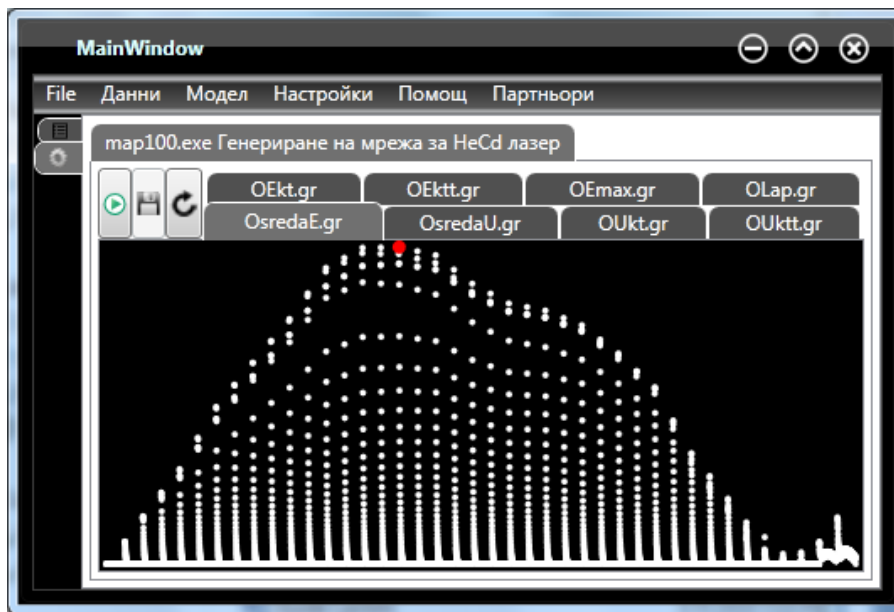 MainWindow
File Данни Модел Настройки Помощ Партньори
map100.exe Генериране на мрежа за HeCd лазер
OEkt.gr OEktt.gr OEmax.gr OLap.gr
OsredaE.gr OsredaU.gr OUkt.gr OUktt.gr